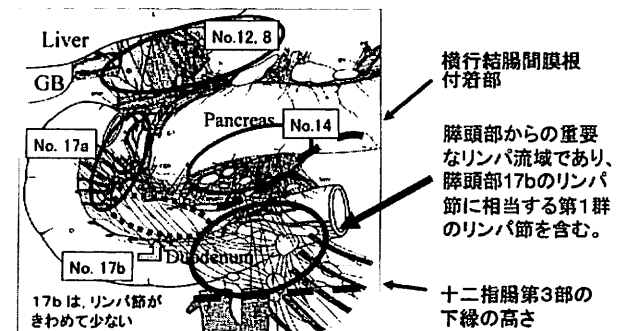 No.12, 8
Liver
GB
横行結腸間膜根
付着部
Pancreas
No.14
No. 17a
膵頭部からの重要
なリンパ流域であり、
膵頭部17bのリンパ
節に相当する第1群
のリンパ節を含む。
Duodenum
No. 17b
17bは、リンパ節が
きわめて少ない
十二指腸第3部の
下縁の高さ